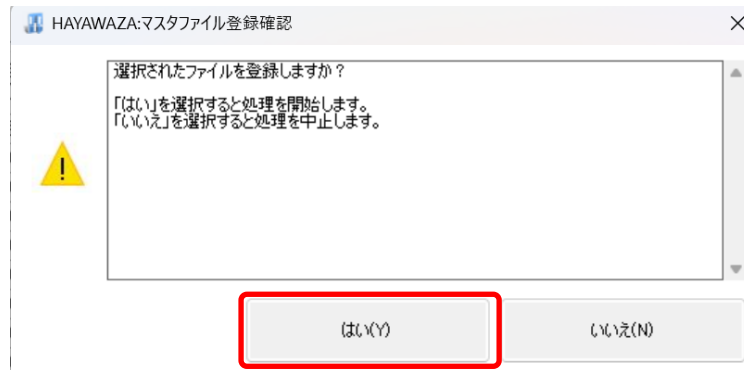 HAYAWAZA:マスタファイル登録確認
選択されたファイルを登録しますか？
「はい」を選択すると処理を開始します。
「いいえ」を選択すると処理を中止します。
はい(Y)
いいえ(N)